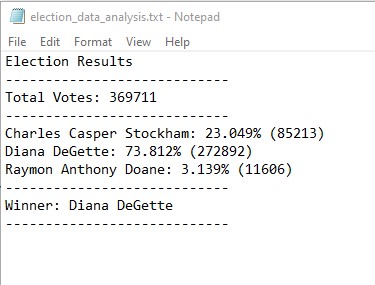 election_data_analysis.txt - Notepad
File Edit Format View Help
Election Results
----------------------------
Total Votes: 369711
----------------------------
Charles Casper Stockham: 23.049% (85213)
Diana DeGette: 73.812% (272892)
Raymon Anthony Doane: 3.139% (11606)
----------------------------
Winner: Diana DeGette
----------------------------